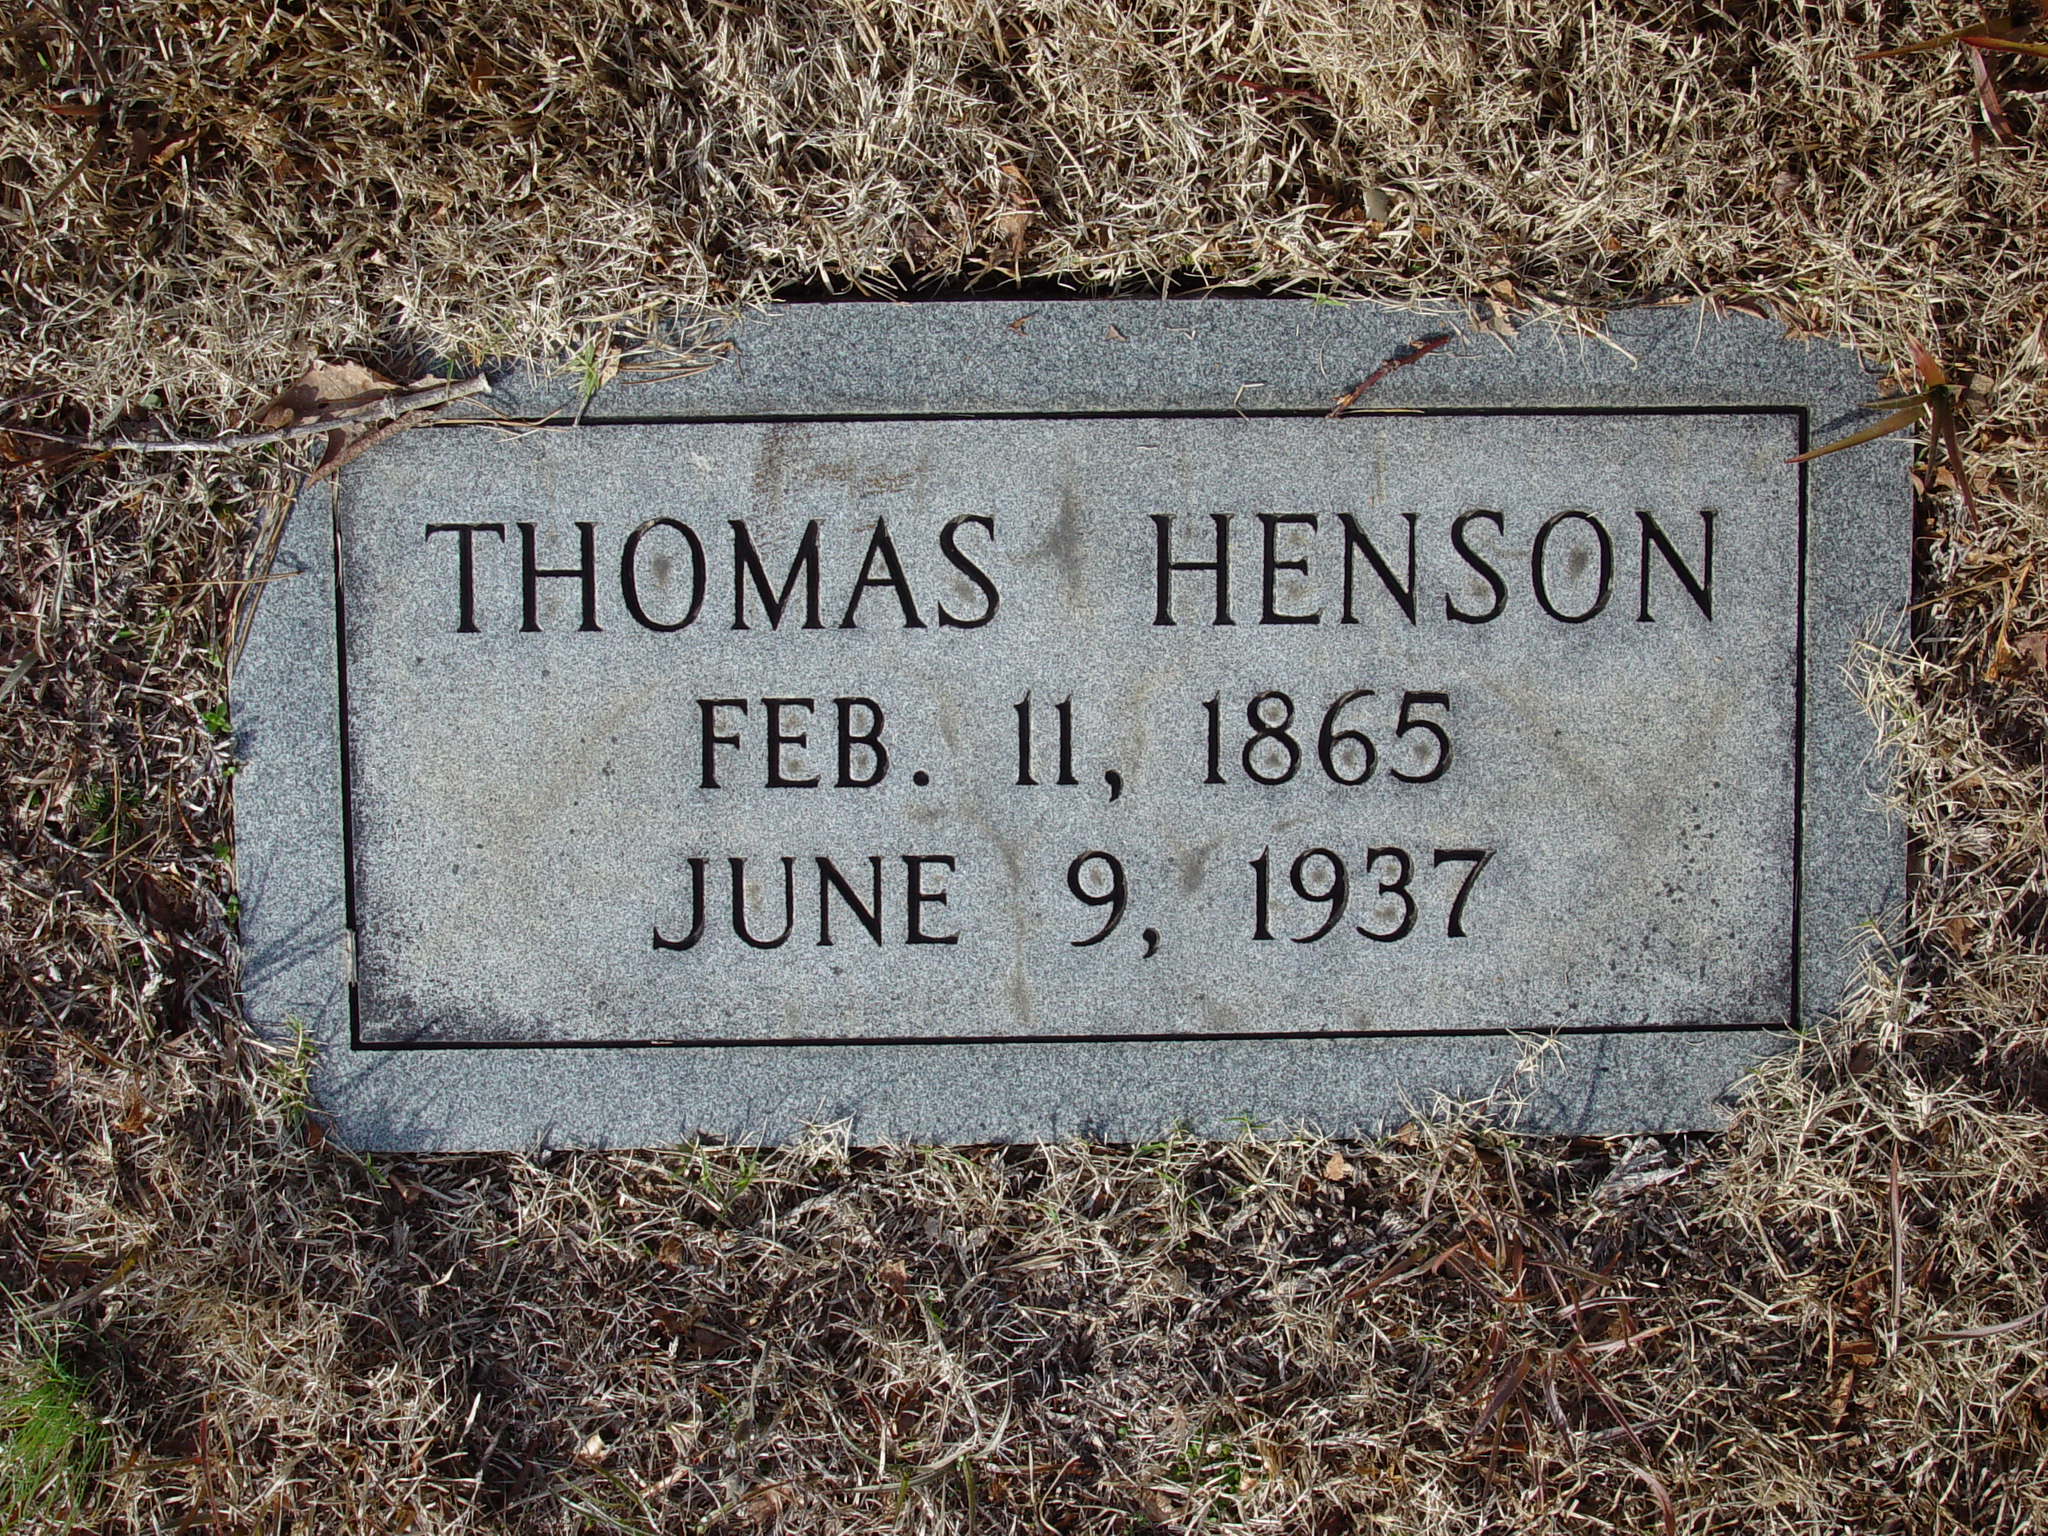 THOMAS HENSON
FEB. 11, 1865
JUNE 9, 1937